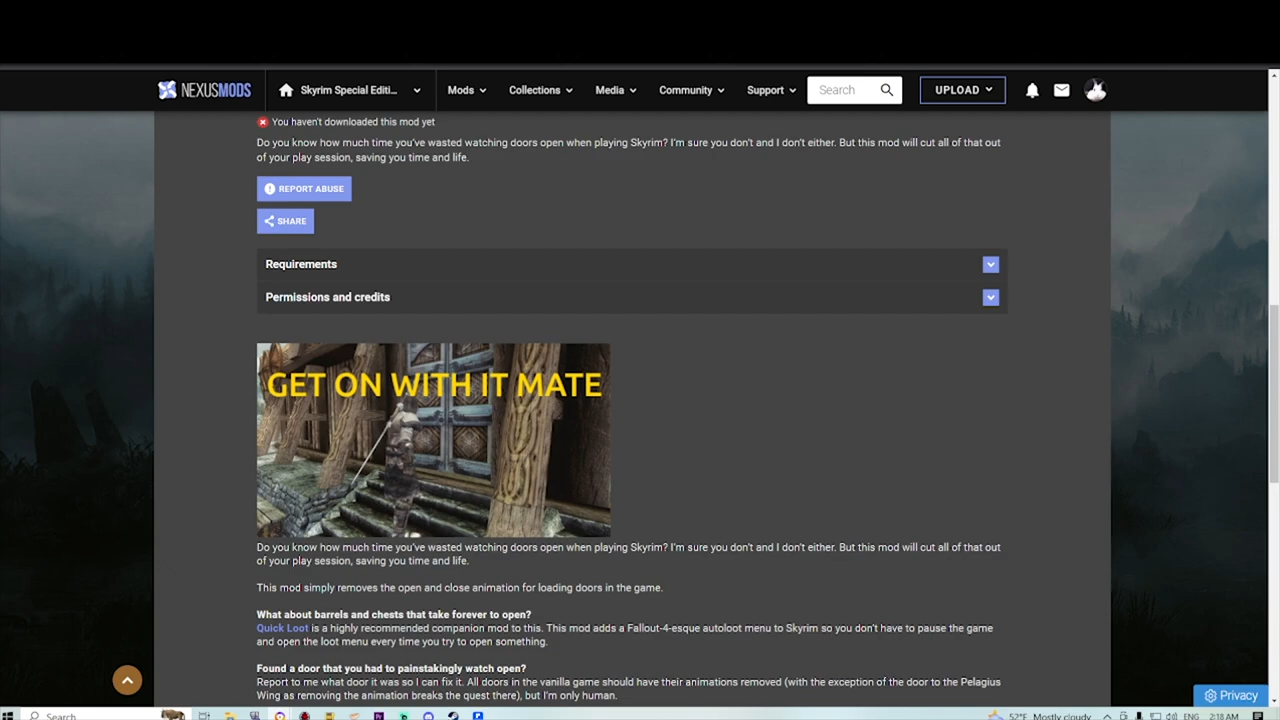 NEXUSMODS
Skyrim Special Editi...
Mods
Collections
Media
Community
Support
Search
UPLOAD
You haven't downloaded this mod yet
Do you know how much time you've wasted watching doors open when playing Skyrim? I'm sure you don't and I don't either. But this mod will cut all of that out
of your play session, saving you time and life.
REPORT ABUSE
SHARE
Requirements
Permissions and credits
GET ON WITH IT MATE
Do you know how much time you've wasted watching doors open when playing Skyrim? I'm sure you don't and I don't either. But this mod will cut all of that out
of your play session, saving you time and life.
This mod simply removes the open and close animation for loading doors in the game.
What about barrels and chests that take forever to open?
Quick Loot is a highly recommended companion mod to this. This mod adds a Fallout-4-esque autoloot menu to Skyrim so you don't have to pause the game
and open the loot menu every time you try to open something.
Found a door that you had to painstakingly watch open?
Report to me what door it was so I can fix it. All doors in the vanilla game should have their animations removed (with the exception of the door to the Pelagius
Wing as removing the animation breaks the quest there), but I'm only human.
Privacy
Search
52°F Mostly cloudy
ENG
2:18 AM